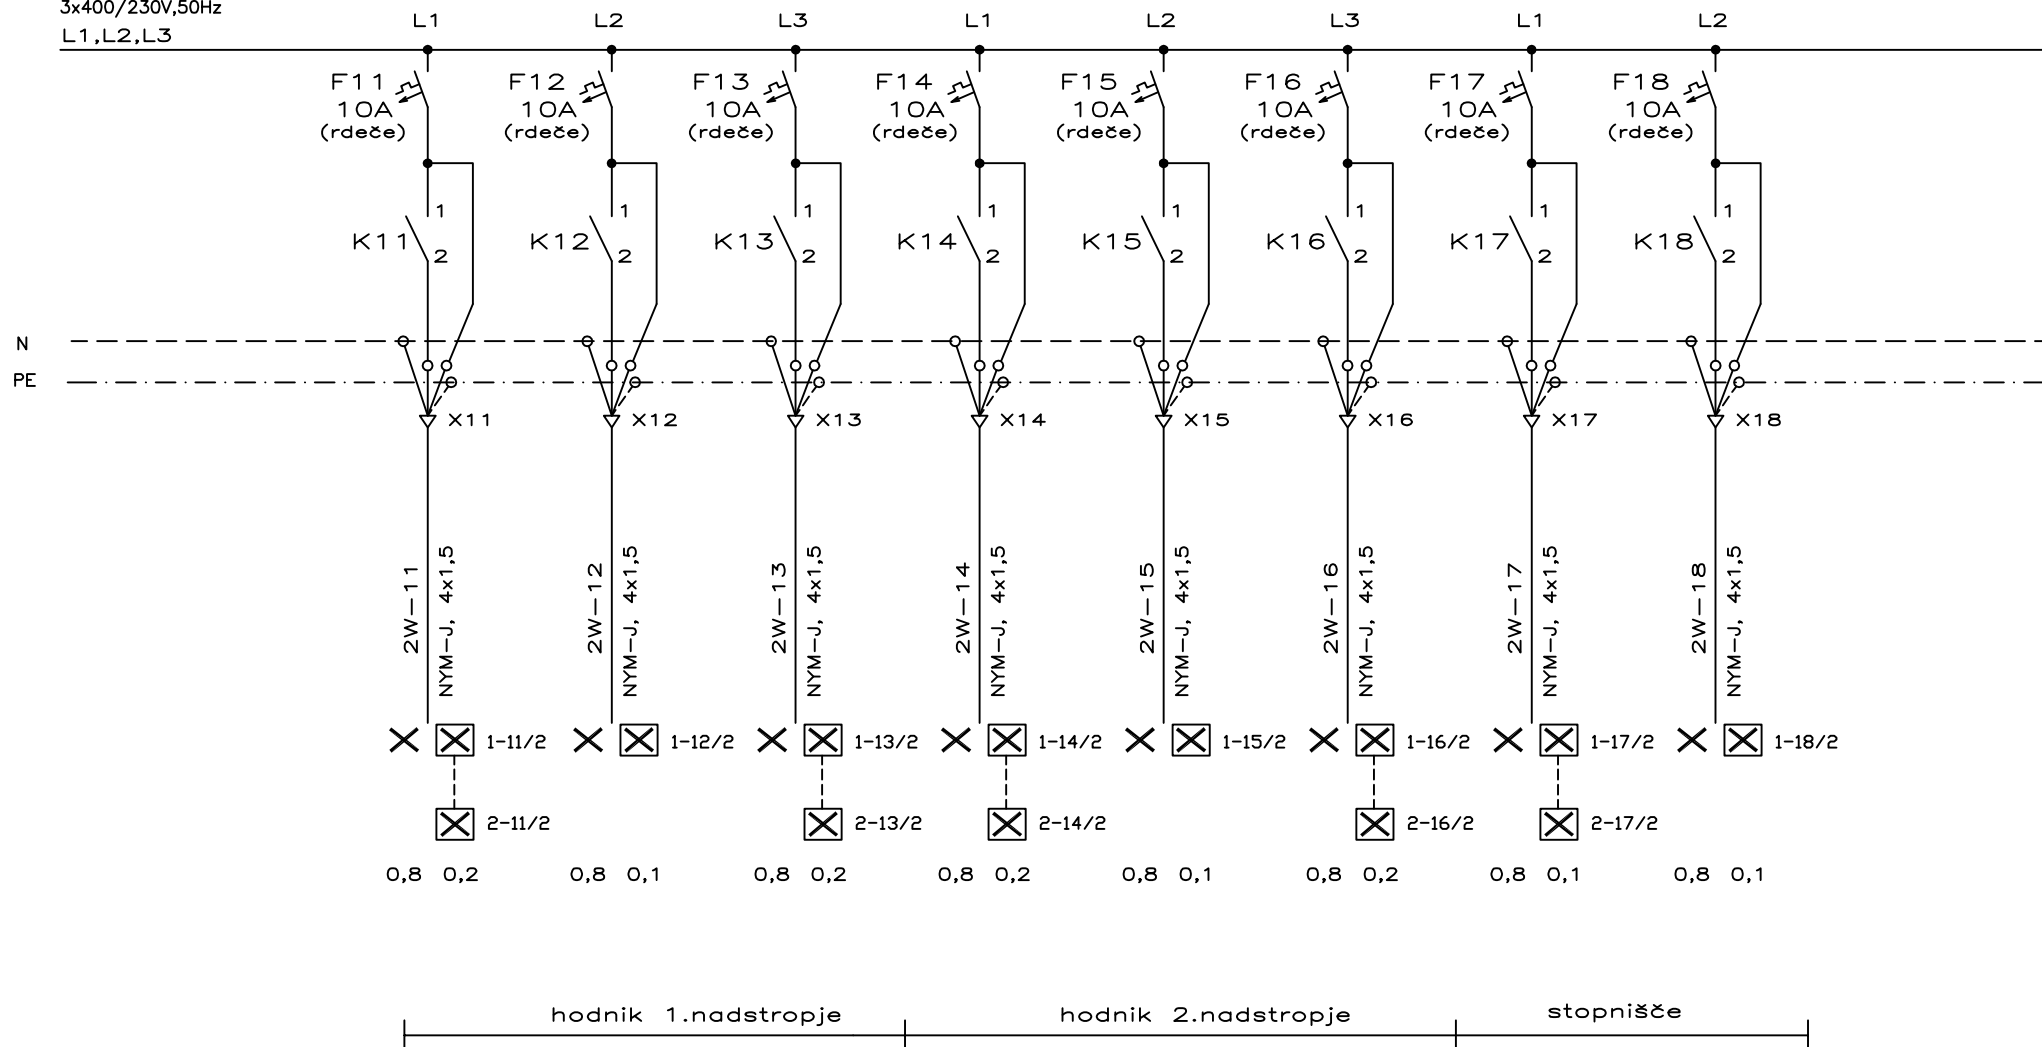 3x400/230V,50Hz
L1,L2,L3
L1 L2 L3 L1 L2 L3 L1 L2
F11 F12 F13 F14 F15 F16 F17 F18
10A 10A 10A 10A 10A 10A 10A 10A
(rdeče) (rdeče) (rdeče) (rdeče) (rdeče) (rdeče) (rdeče) (rdeče)
1 1 1 1 1 1 1 1
K11 K12 K13 K14 K15 K16 K17 K18
2 2 2 2 2 2 2 2
N
PE
X11 X12 X13 X14 X15 X16 X17 X18
2W-11 NYM-J, 4x1,5
2W-12 NYM-J, 4x1,5
2W-13 NYM-J, 4x1,5
2W-14 NYM-J, 4x1,5
2W-15 NYM-J, 4x1,5
2W-16 NYM-J, 4x1,5
2W-17 NYM-J, 4x1,5
2W-18 NYM-J, 4x1,5
1-11/2 1-12/2 1-13/2 1-14/2 1-15/2 1-16/2 1-17/2 1-18/2
2-11/2 2-13/2 2-14/2 2-16/2 2-17/2
0,8 0,2 0,8 0,1 0,8 0,2 0,8 0,2 0,8 0,1 0,8 0,2 0,8 0,1 0,8 0,1
hodnik 1.nadstropje hodnik 2.nadstropje stopnišče